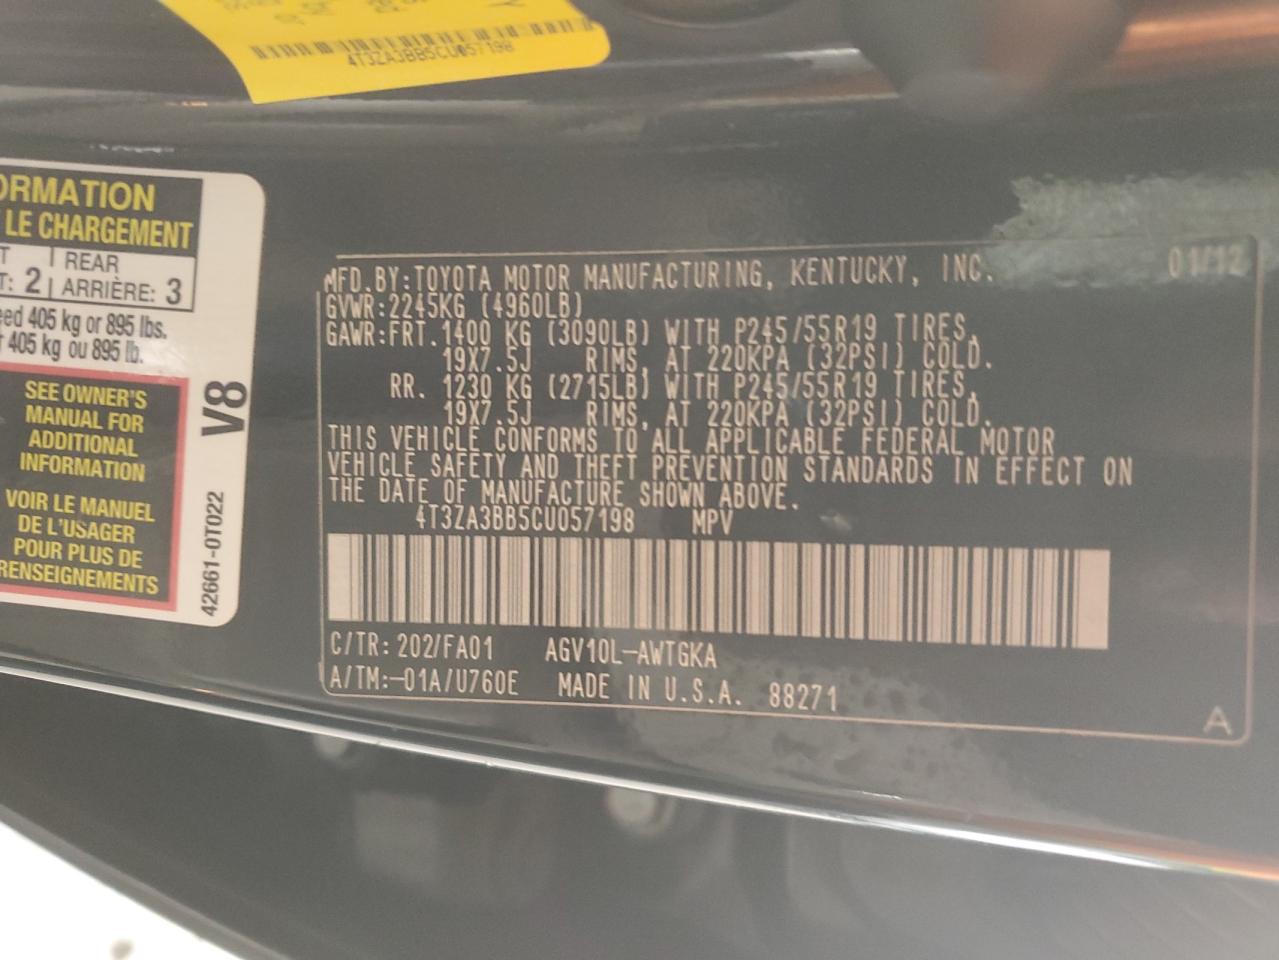 4T3ZA3BB5CU057198
ORMATION
LE CHARGEMENT
T: 2 | REAR
ARRIÈRE: 3
405 kg or 895 lbs.
405 kg ou 895 lb.
SEE OWNER'S
MANUAL FOR
ADDITIONAL
INFORMATION
VOIR LE MANUEL
DE L'USAGER
POUR PLUS DE
RENSEIGNEMENTS
V8
42661-0T022
MFD.BY:TOYOTA MOTOR MANUFACTURING, KENTUCKY, INC. 01/12
GVWR:2245KG (4960LB)
GAWR:FRT.1400 KG (3090LB) WITH P245/55R19 TIRES,
19X7.5J RIMS, AT 220KPA (32PSI) COLD.
RR. 1230 KG (2715LB) WITH P245/55R19 TIRES,
19X7.5J RIMS, AT 220KPA (32PSI) COLD.
THIS VEHICLE CONFORMS TO ALL APPLICABLE FEDERAL MOTOR
VEHICLE SAFETY AND THEFT PREVENTION STANDARDS IN EFFECT ON
THE DATE OF MANUFACTURE SHOWN ABOVE.
4T3ZA3BB5CU057198 MPV
C/TR:202/FA01 AGV10L-AWTGKA
A/TM:-01A/U760E MADE IN U.S.A. 88271
A